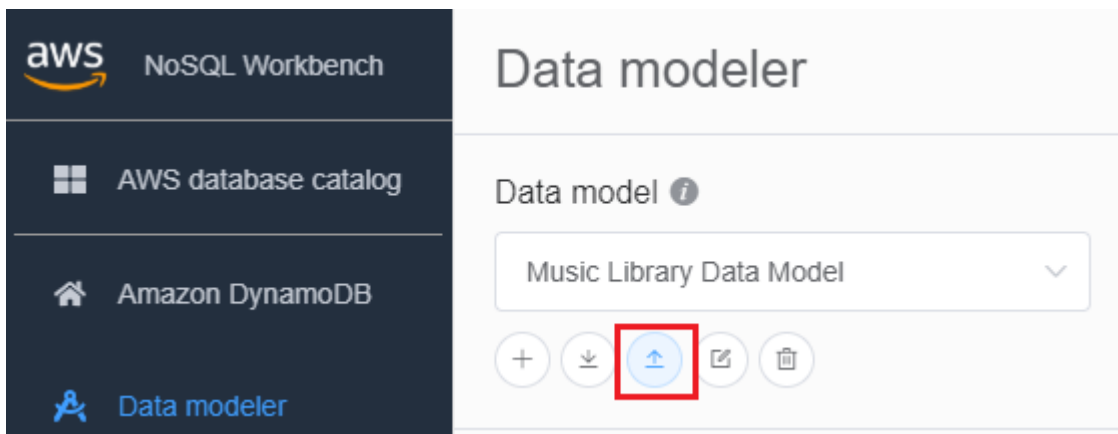 aws
NoSQL Workbench
AWS database catalog
Amazon DynamoDB
Data modeler
Data modeler
Data model i
Music Library Data Model